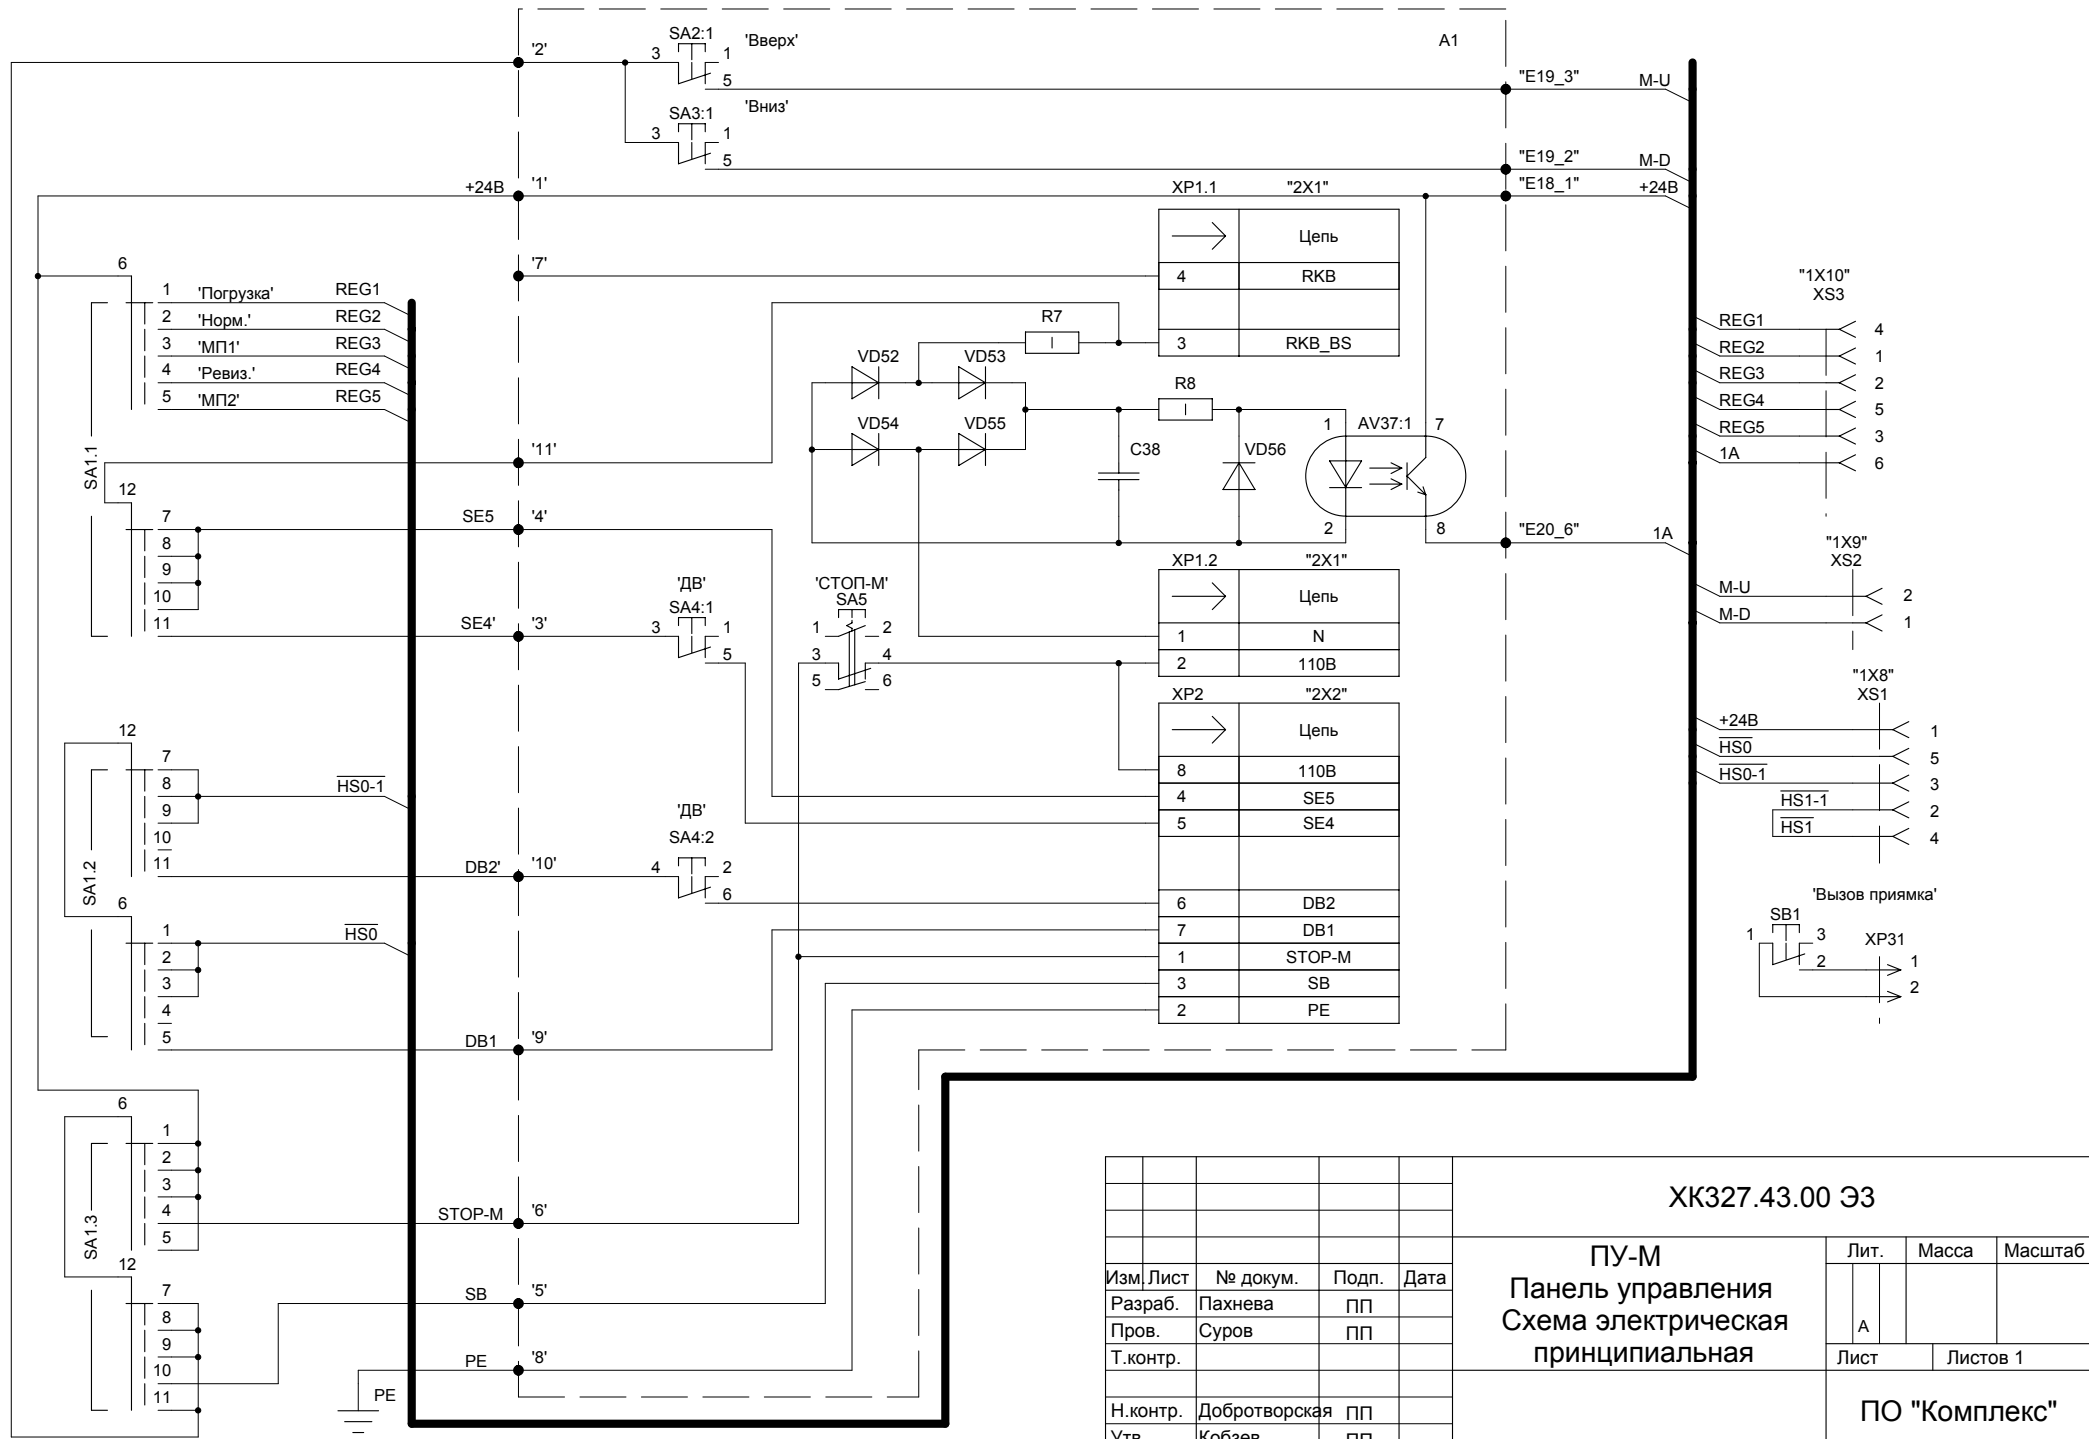 '2'
SA2:1
3
1
'Вверх'
5
A1
"E19_3"
M-U
SA3:1
'Вниз'
3
1
5
"E19_2"
M-D
+24В
'1'
XP1.1
"2X1"
"E18_1"
+24В
Цепь
4
RKB
3
RKB_BS
'7'
6
1
'Погрузка'
REG1
2
'Норм.'
REG2
3
'МП1'
REG3
4
'Ревиз.'
REG4
5
'МП2'
REG5
SA1.1
R7
VD52
VD53
VD54
VD55
R8
C38
VD56
1
AV37:1
7
2
8
"1X10"
XS3
REG1
4
REG2
1
REG3
2
REG4
5
REG5
3
1A
6
'11'
12
7
8
9
10
11
SE5
'4'
SE4'
'3'
"E20_6"
1A
"1X9"
XS2
M-U
2
M-D
1
'ДВ'
SA4:1
3
1
5
'СТОП-М'
SA5
1
2
3
4
5
6
XP1.2
"2X1"
Цепь
1
N
2
110В
XP2
"2X2"
Цепь
8
110В
4
SE5
5
SE4
6
DB2
7
DB1
1
STOP-M
3
SB
2
PE
"1X8"
XS1
+24В
1
HS0
5
HS0-1
3
HS1-1
2
HS1
4
12
7
8
9
10
11
HS0-1
SA1.2
DB2'
'10'
'ДВ'
SA4:2
4
2
6
6
1
2
3
4
5
HS0
DB1
'9'
'Вызов приямка'
SB1
1
3
2
XP31
1
2
6
1
2
3
4
5
SA1.3
STOP-M
'6'
12
7
8
9
10
11
SB
'5'
PE
'8'
PE
ХК327.43.00 Э3
ПУ-М
Панель управления
Схема электрическая
принципиальная
Лит.
Масса
Масштаб
А
Лист
Листов 1
ПО "Комплекс"
Изм.
Лист
№ докум.
Подп.
Дата
Разраб.
Пахнева
ПП
Пров.
Суров
ПП
Т.контр.
Н.контр.
Добротворская
ПП
Утв.
Кобзев
ПП